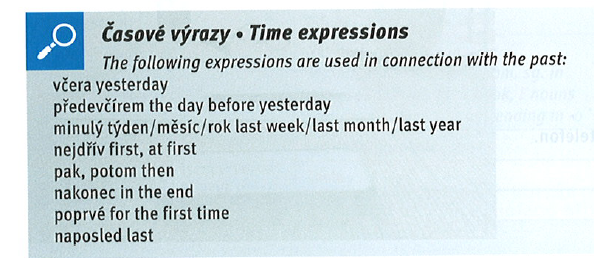 Časové výrazy • Time expressions
The following expressions are used in connection with the past:
včera yesterday
předevčírem the day before yesterday
minulý týden/měsíc/rok last week/last month/last year
nejdřív first, at first
pak, potom then
nakonec in the end
poprvé for the first time
naposled last